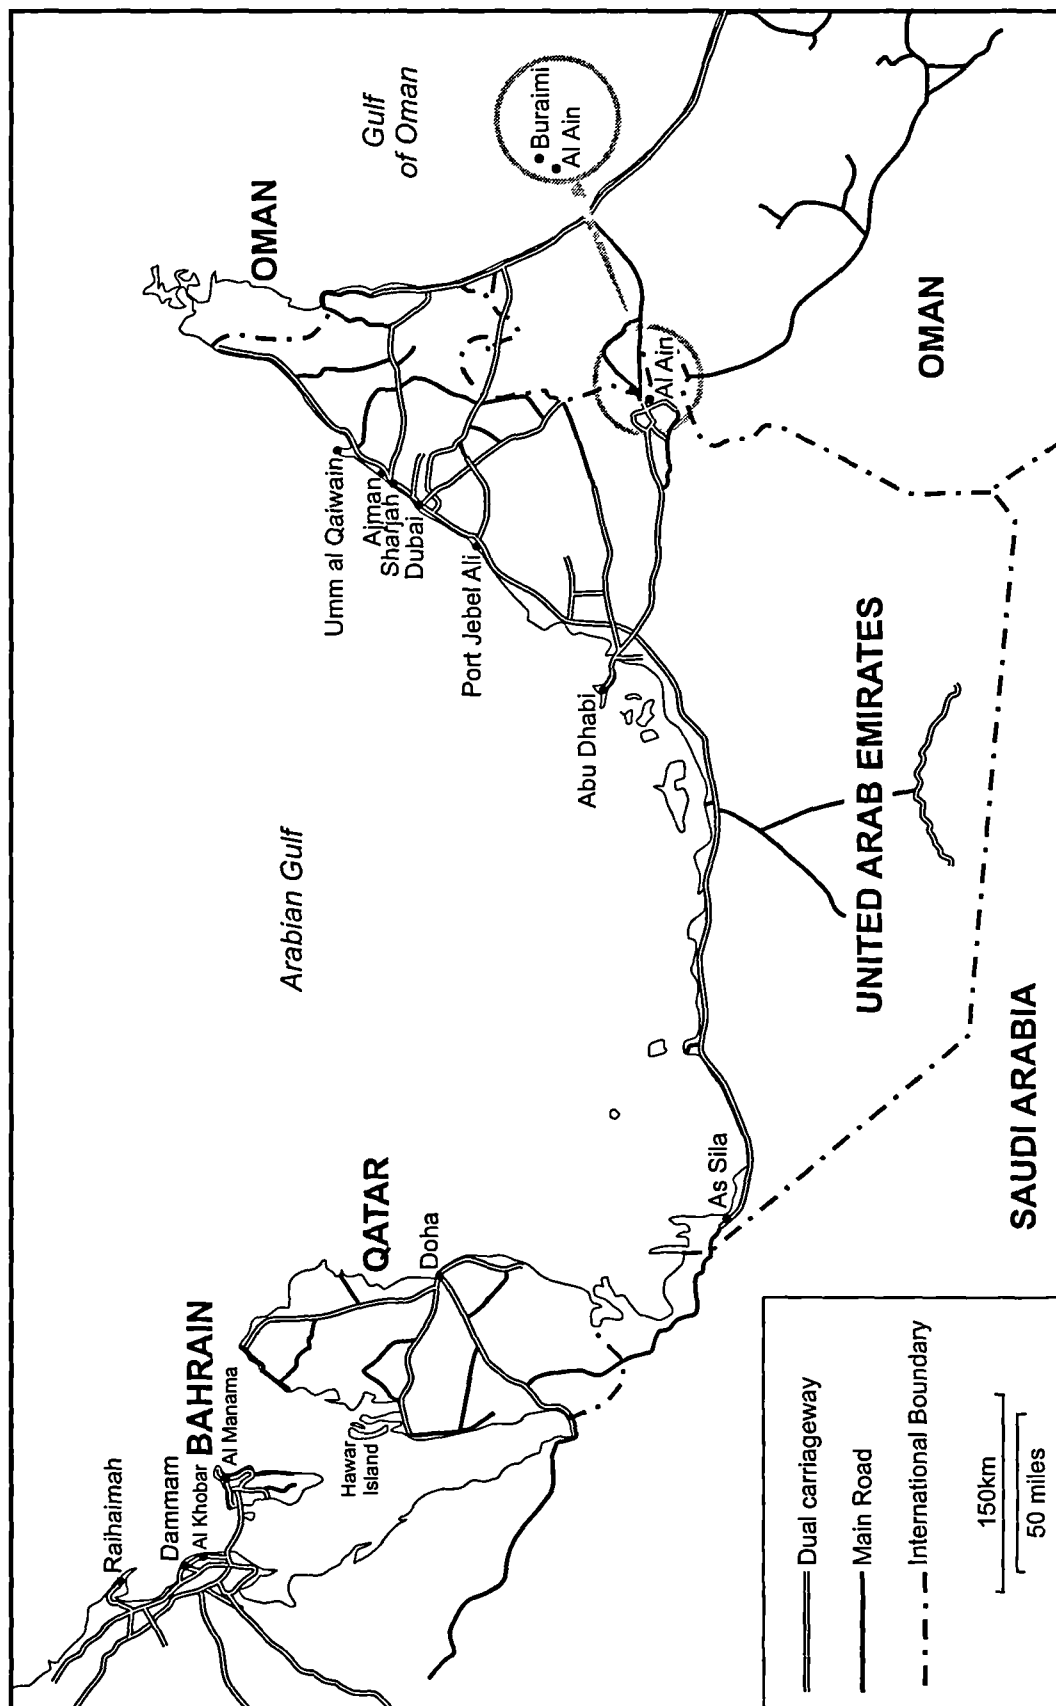 Raihaimah
Dammam
Al Khobar
BAHRAIN
Al Manama
Hawar
Island
QATAR
Doha
Arabian Gulf
As Sila
SAUDI ARABIA
UNITED ARAB EMIRATES
Abu Dhabi
Port Jebel Ali
Dubai
Sharjah
Ajman
Umm al Qaiwain
OMAN
Gulf
of Oman
Buraimi
Al Ain
Al Ain
OMAN
Dual carriageway
Main Road
International Boundary
150km
50 miles